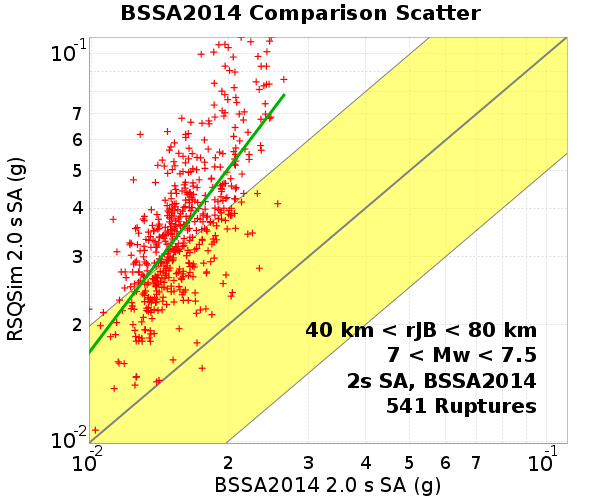 BSSA2014 Comparison Scatter
RSQSim 2.0 s SA (g)
10-1
7
6
5
4
3
2
10-2
40 km < rJB < 80 km
7 < Mw < 7.5
2s SA, BSSA2014
541 Ruptures
10-2 2 3 4 5 6 7 10-1
BSSA2014 2.0 s SA (g)